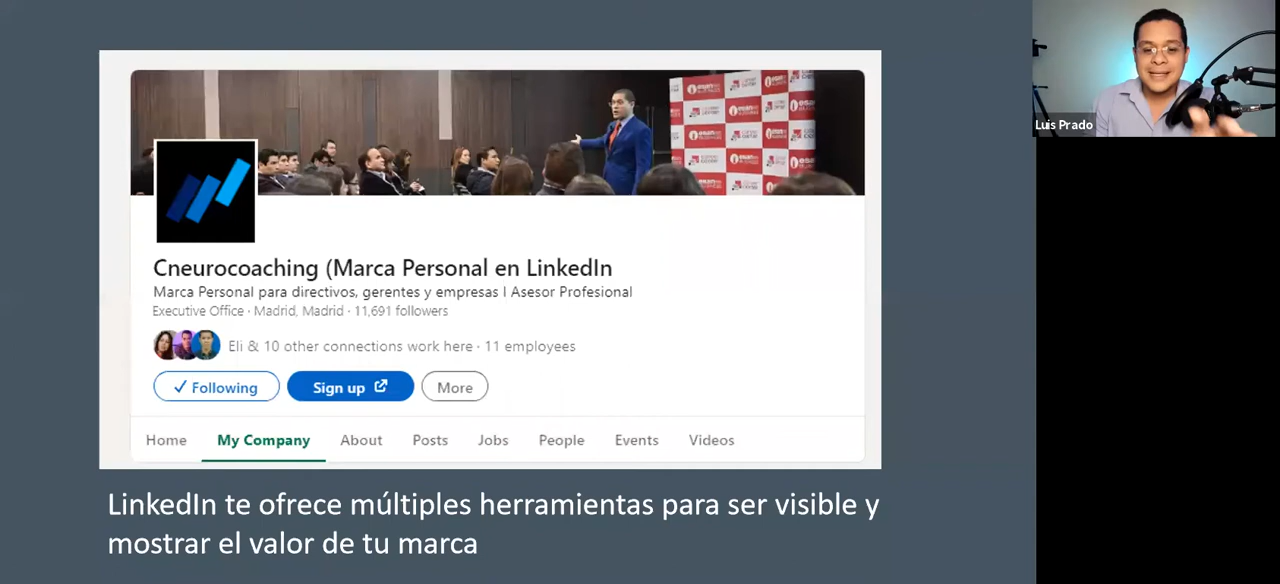 Luis Prado
esan
esan
esan
Cneurocoaching (Marca Personal en LinkedIn
Marca Personal para directivos, gerentes y empresas I Asesor Profesional
Executive Office · Madrid, Madrid · 11,691 followers
Eli & 10 other connections work here · 11 employees
✓ Following
Sign up
More
Home My Company About Posts Jobs People Events Videos
LinkedIn te ofrece múltiples herramientas para ser visible y
mostrar el valor de tu marca